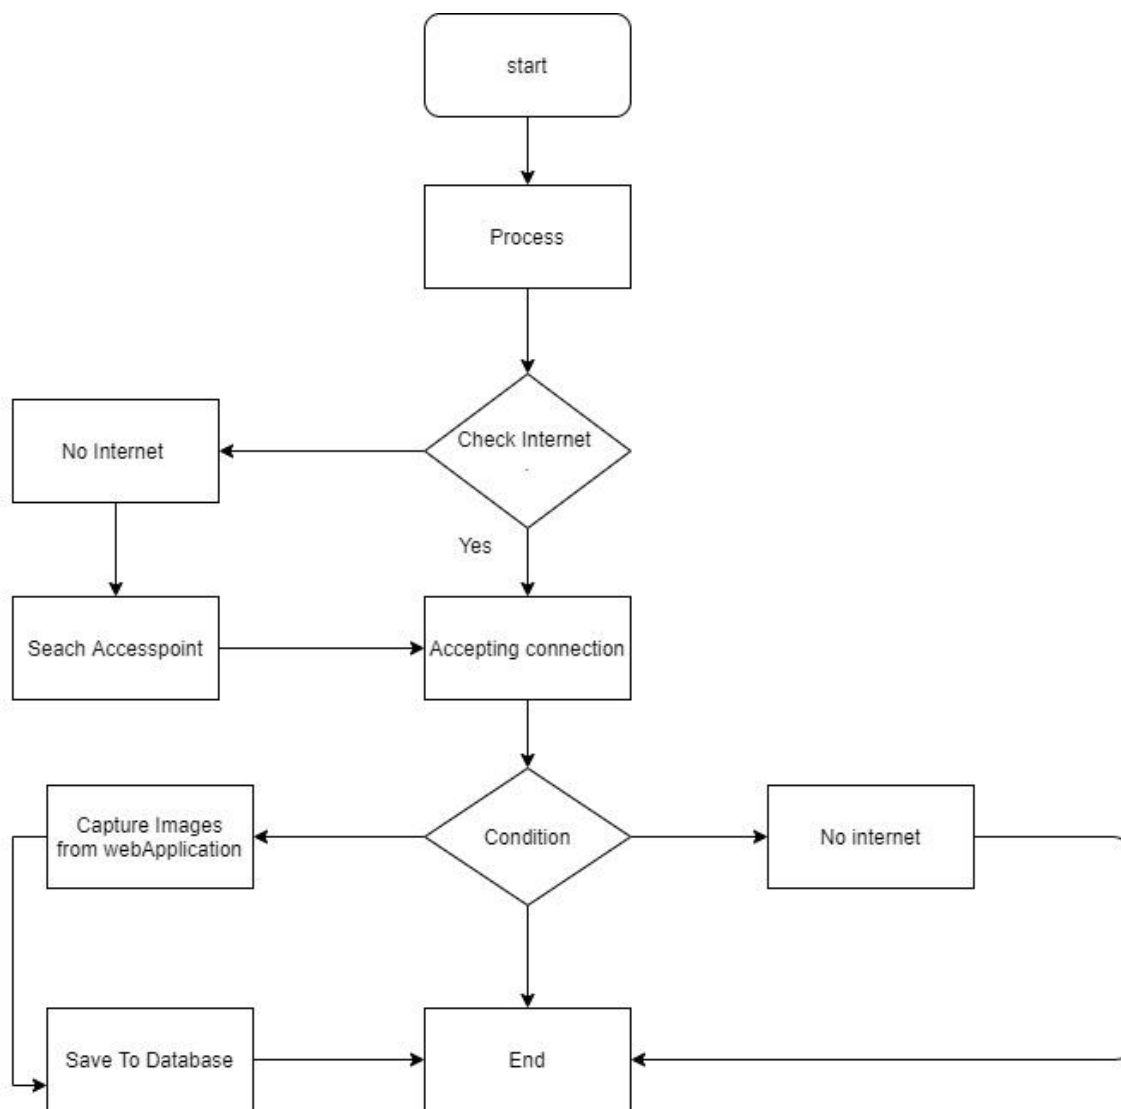 start
Process
Check Internet
.
No Internet
Yes
Seach Accesspoint
Accepting connection
Capture Images
from webApplication
Condition
No internet
Save To Database
End